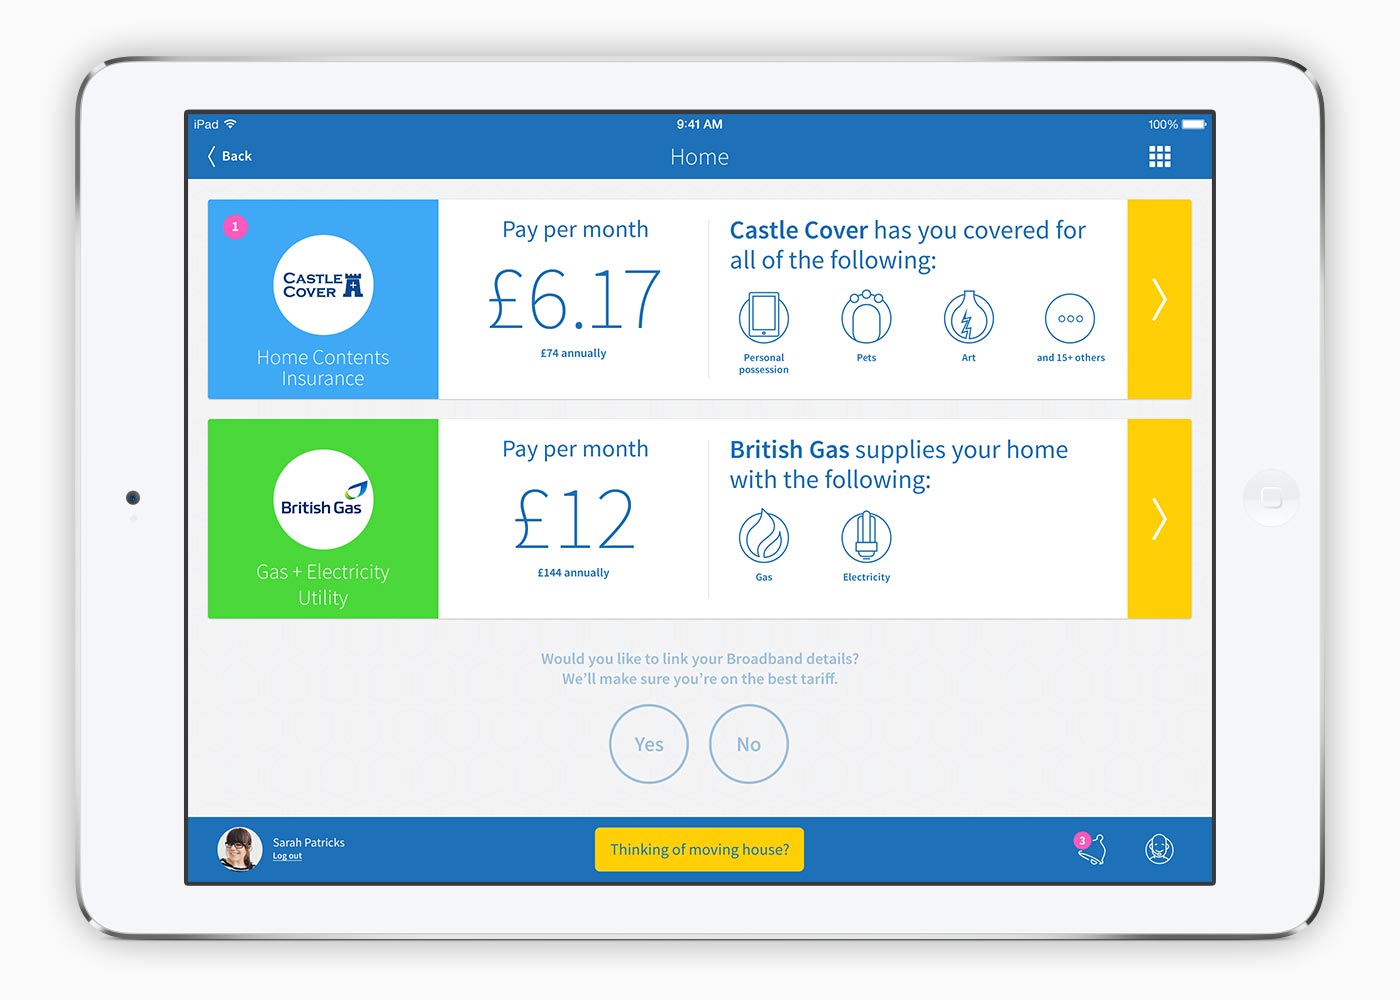 iPad
9:41 AM
100%
Back
Home
1
CASTLE
COVER
Home Contents
Insurance
Pay per month
£6.17
£74 annually
Castle Cover has you covered for
all of the following:
Personal
possession
Pets
Art
and 15+ others
British Gas
Gas + Electricity
Utility
Pay per month
£12
£144 annually
British Gas supplies your home
with the following:
Gas
Electricity
Would you like to link your Broadband details?
We'll make sure you're on the best tariff.
Yes
No
Sarah Patricks
Log out
Thinking of moving house?
3